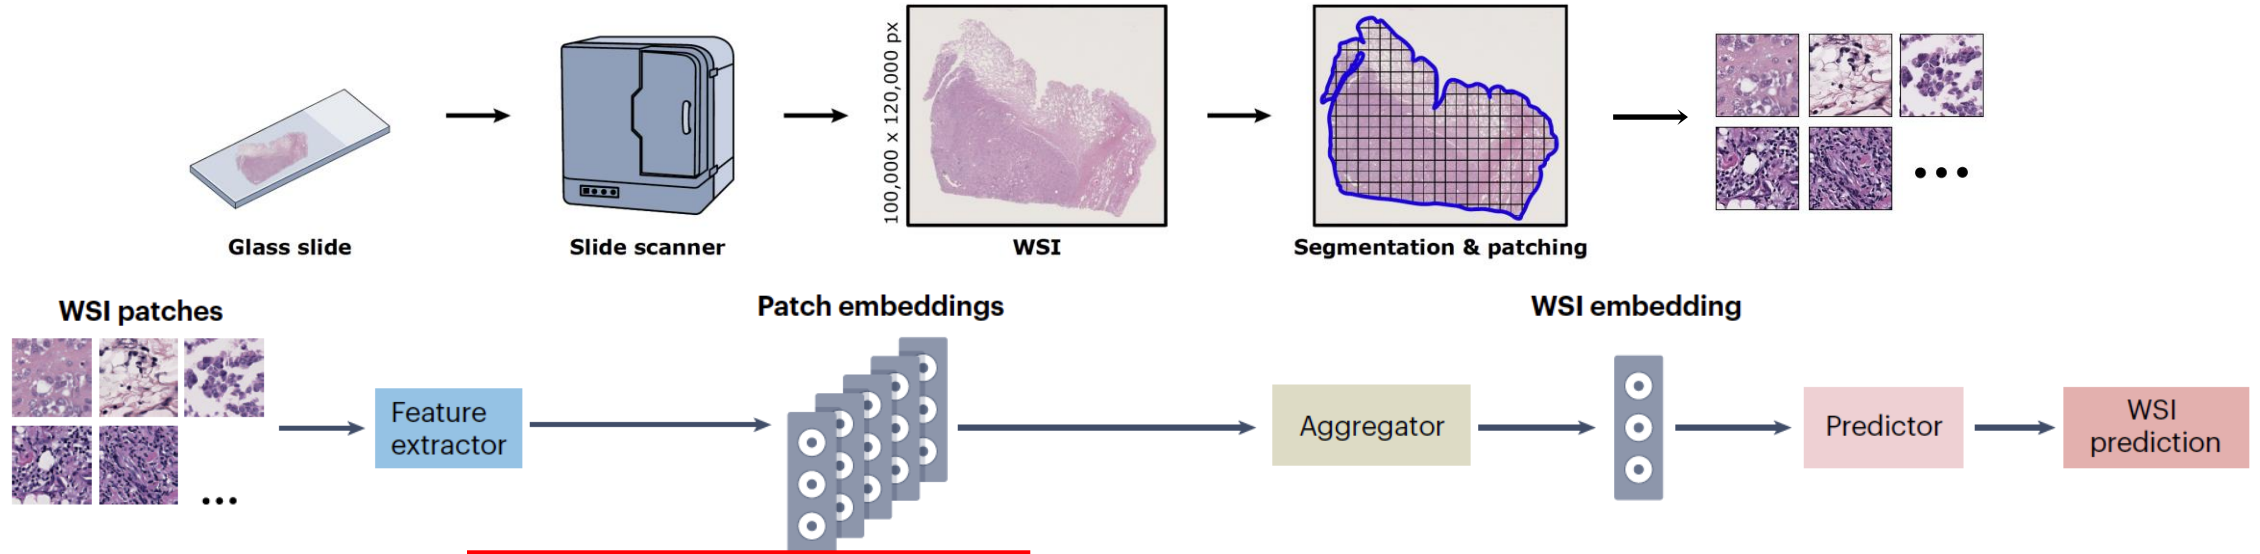 100,000 x 120,000 px
Glass slide
Slide scanner
WSI
Segmentation & patching
WSI patches
Patch embeddings
WSI embedding
Feature
extractor
Aggregator
Predictor
WSI
prediction